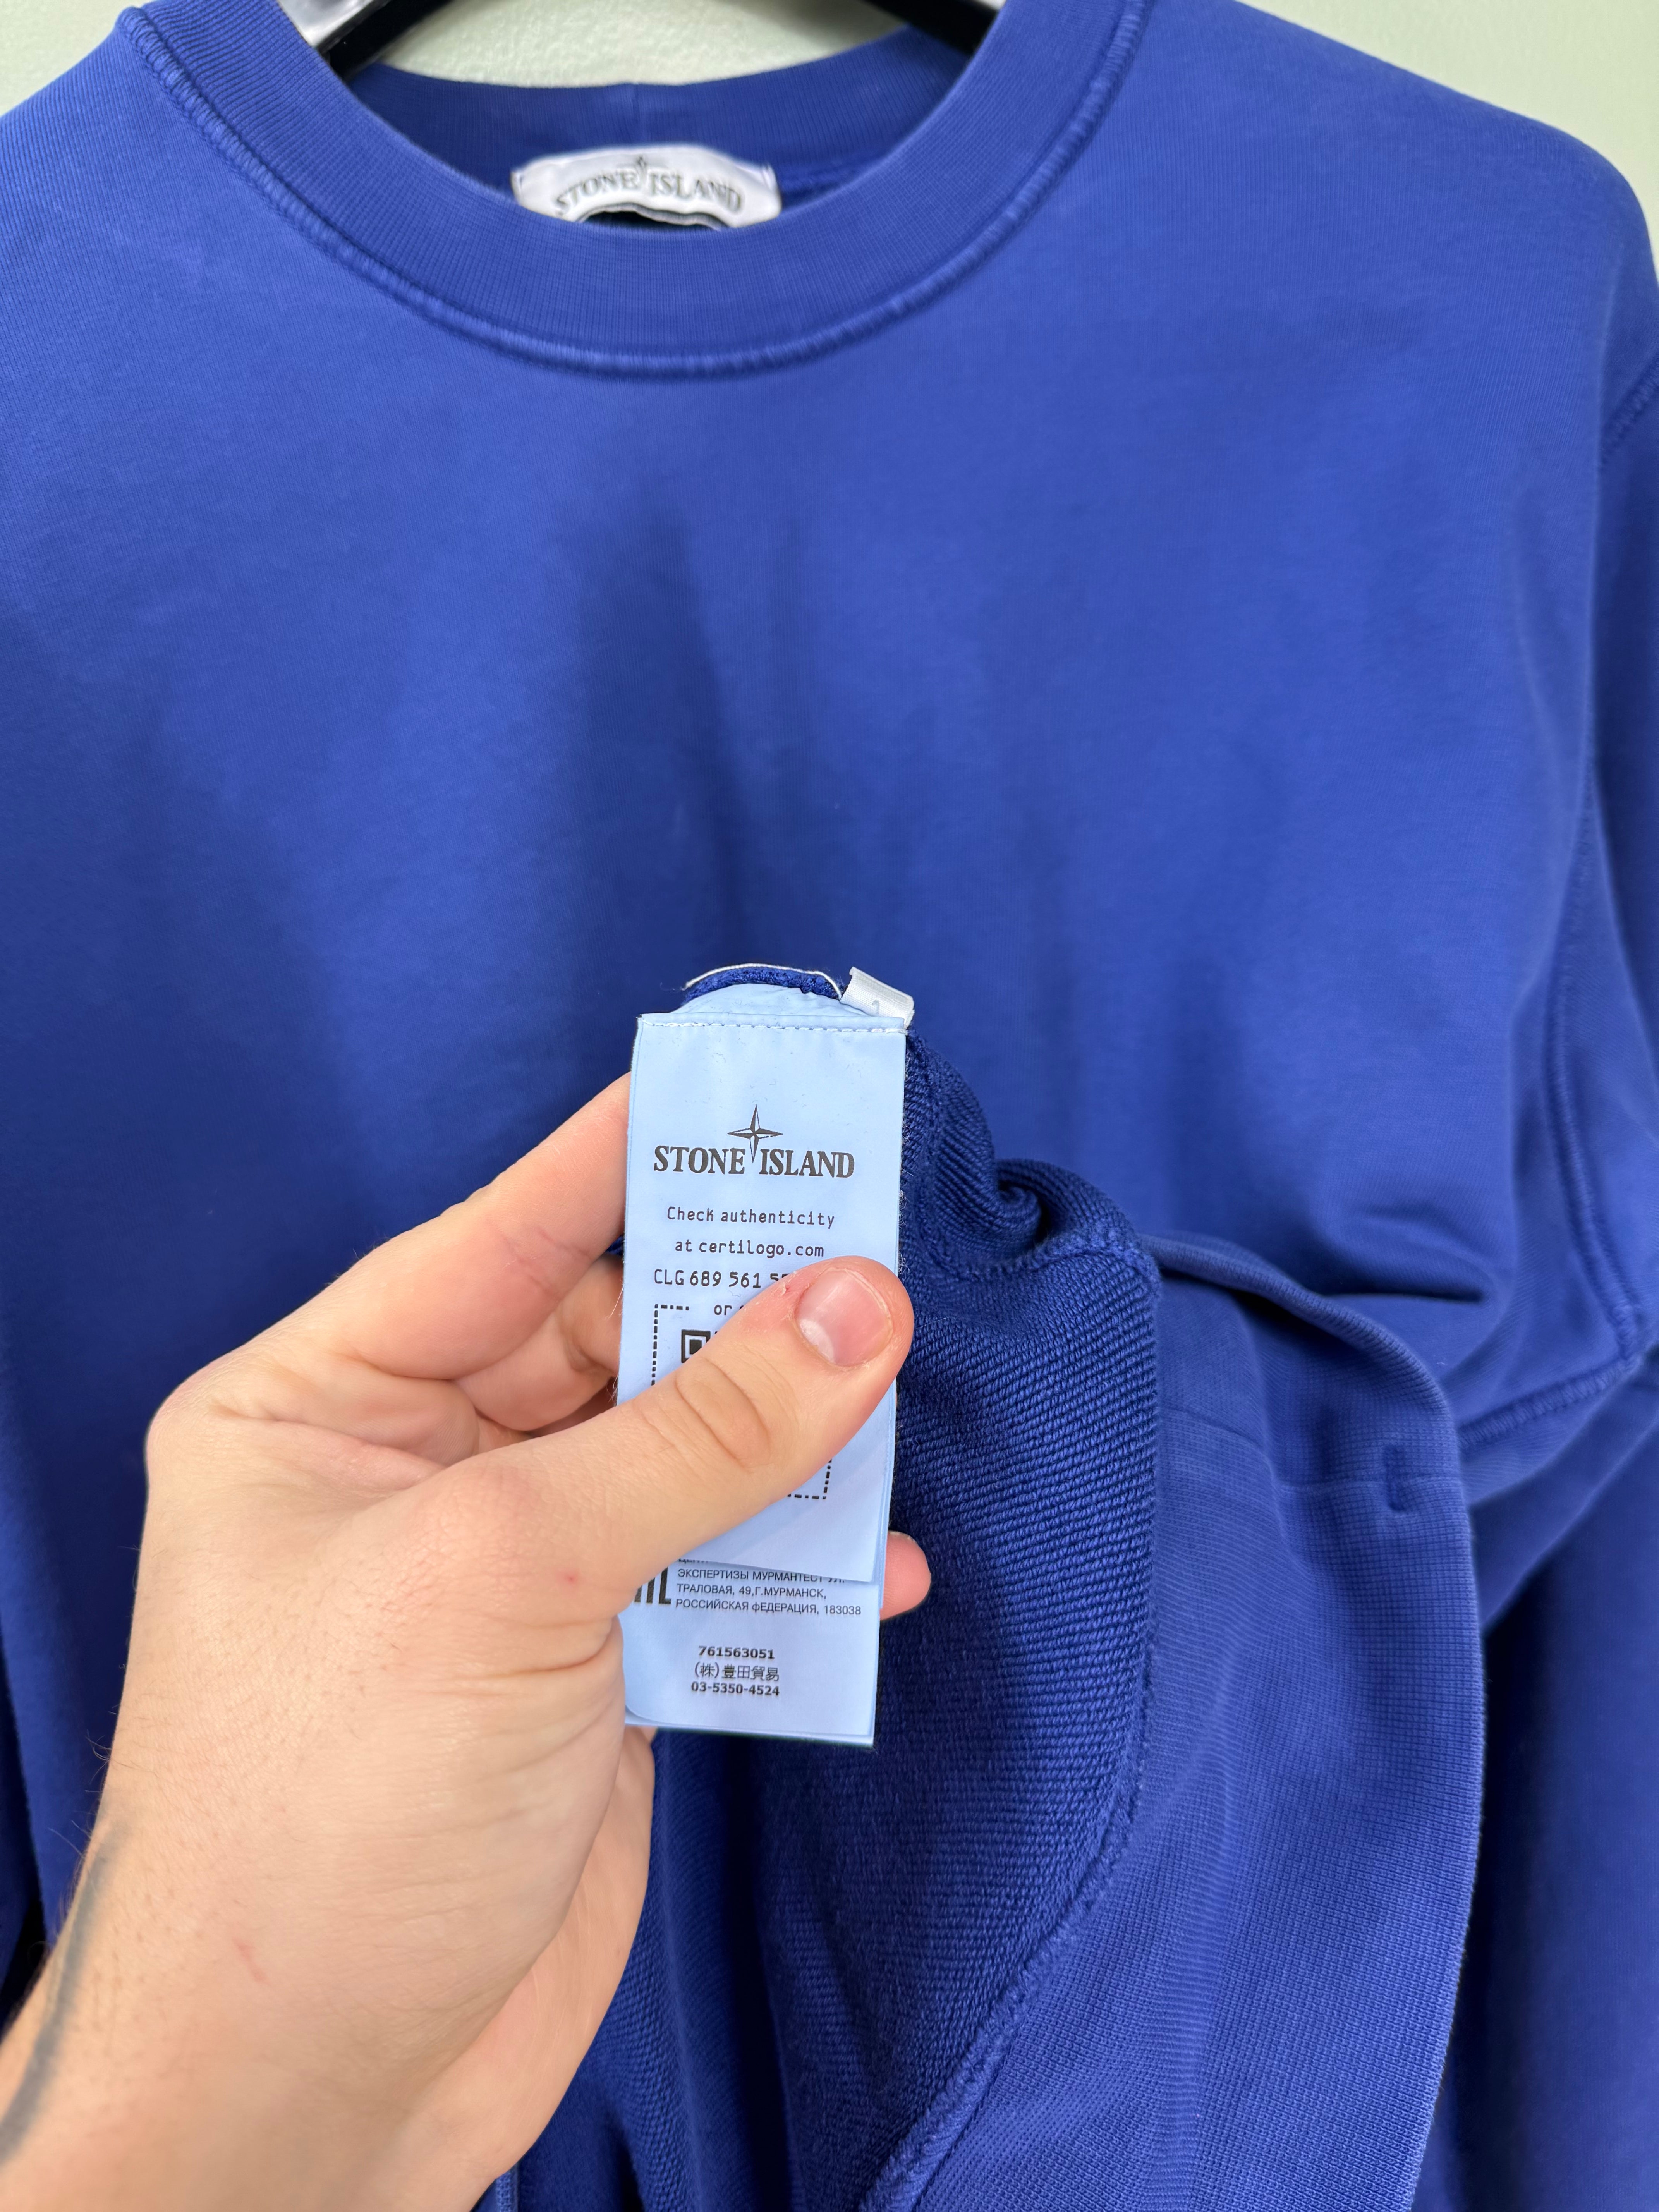 STONE ISLAND
STONE ISLAND
Check authenticity
at certilogo.com
CLG 689 561
or
ЭКСПЕРТИЗЫ МУРМАНТЕСТ УЛ.
ТРАЛОВАЯ, 49,Г.МУРМАНСК,
РОССИЙСКАЯ ФЕДЕРАЦИЯ, 183038
761563051
(株)豊田貿易
03-5350-4524